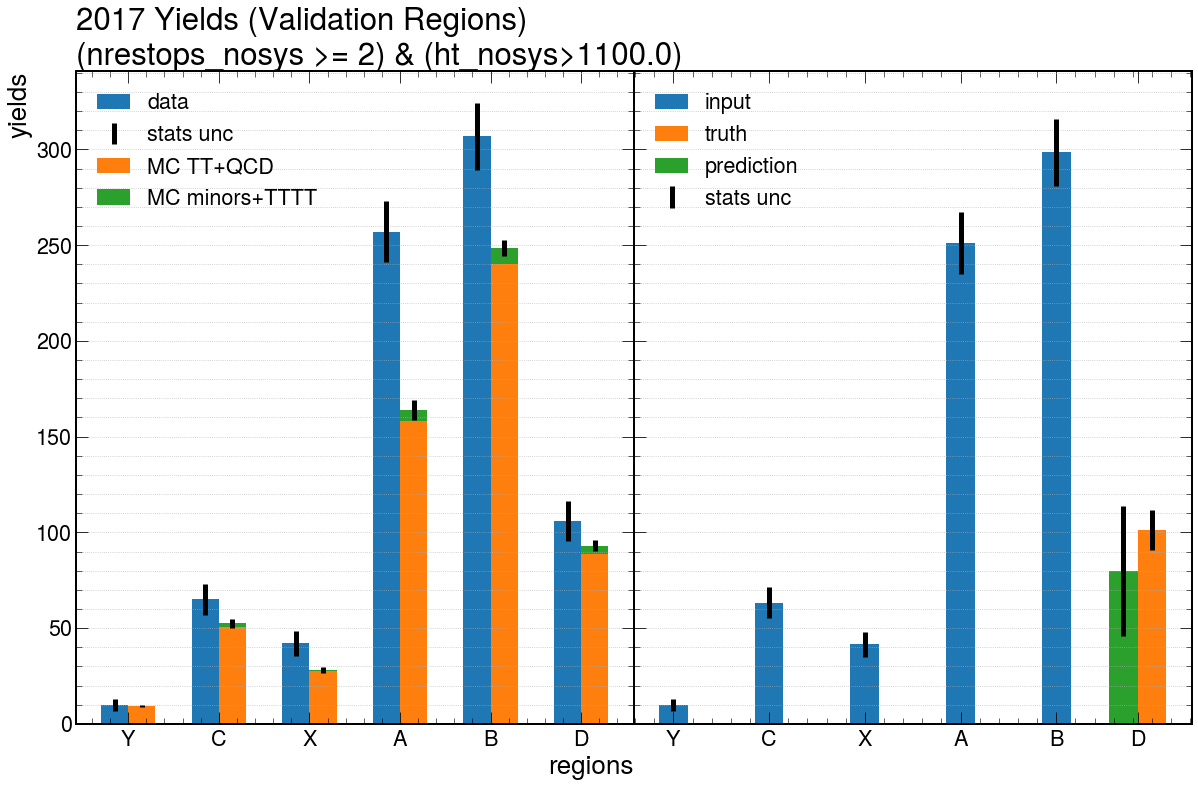 2017 Yields (Validation Regions)
(nrestops_nosys >= 2) & (ht_nosys>1100.0)
yields
300
250
200
150
100
50
0
data
stats unc
MC TT+QCD
MC minors+TTTT
input
truth
prediction
stats unc
Y C X A B D
Y C X A B D
regions